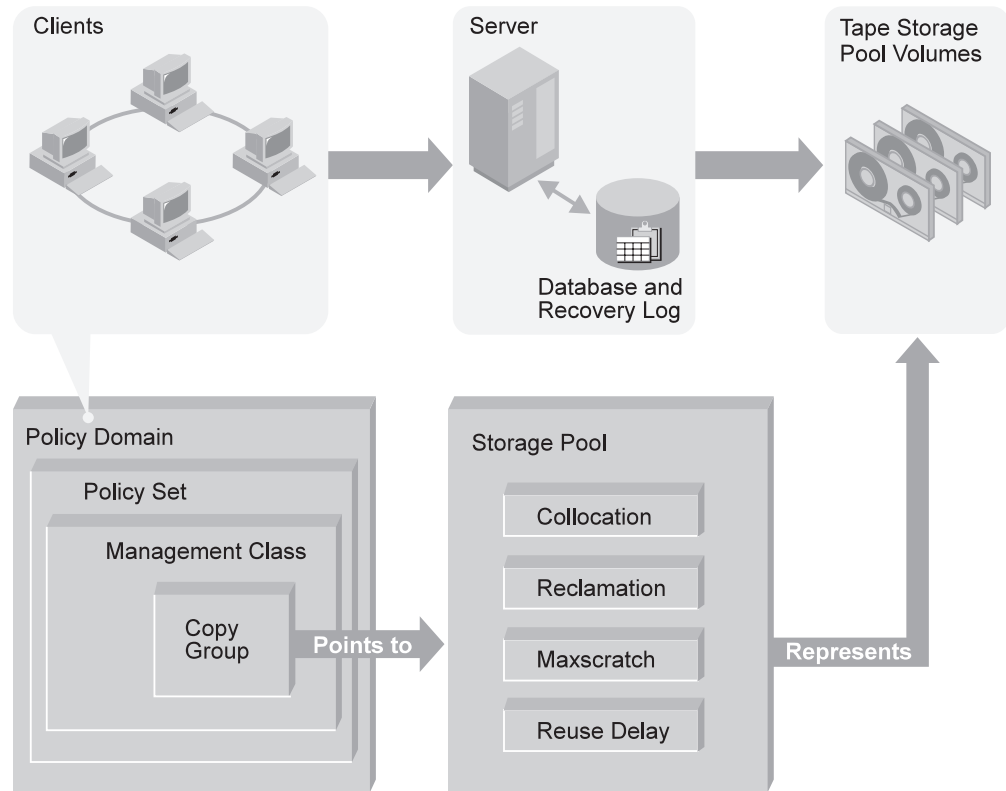 Clients
Server
Tape Storage
Pool Volumes
Database and
Recovery Log
Policy Domain
Policy Set
Management Class
Copy
Group
Points to
Storage Pool
Collocation
Reclamation
Maxscratch
Reuse Delay
Represents